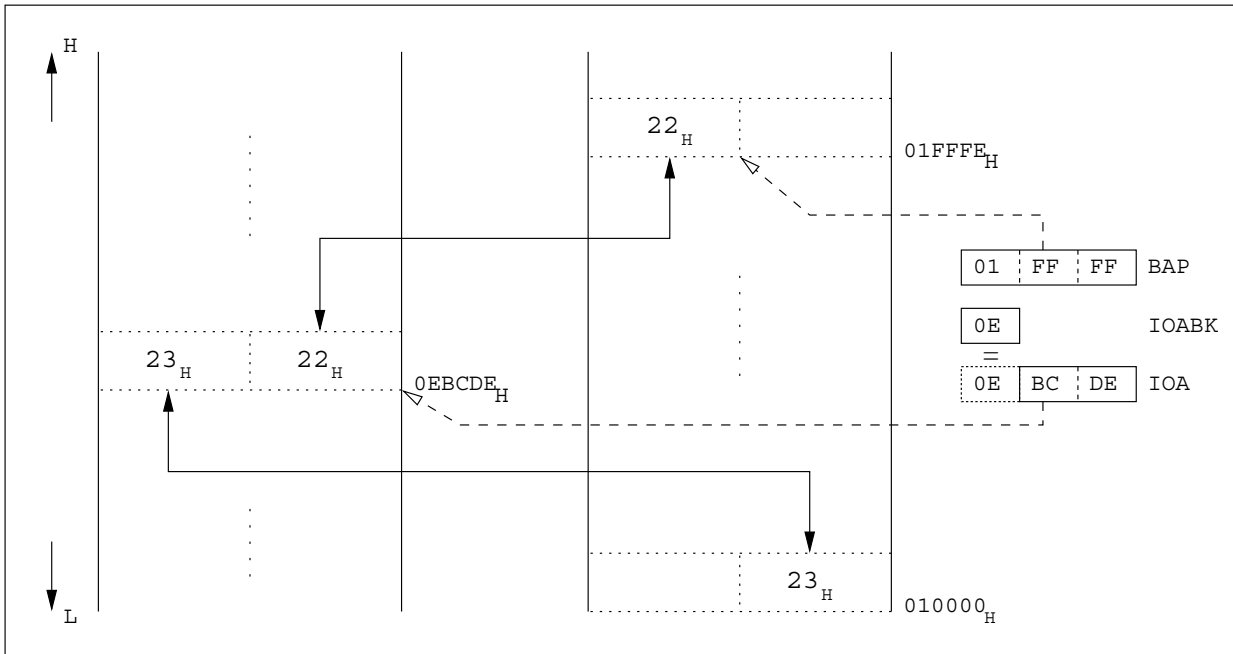 H
22H
01FFFEH
01 FF FF BAP
0E IOABK
=
23H 22H
0EBCDEH
0E BC DE IOA
23H
010000H
L